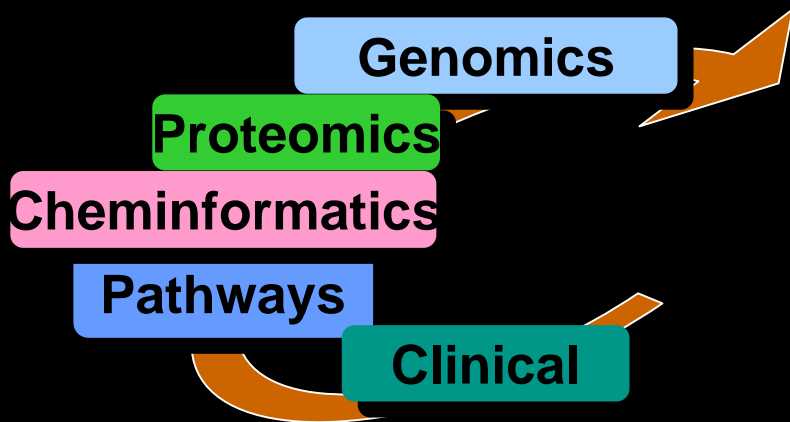 Genomics
Proteomics
Cheminformatics
Pathways
Clinical